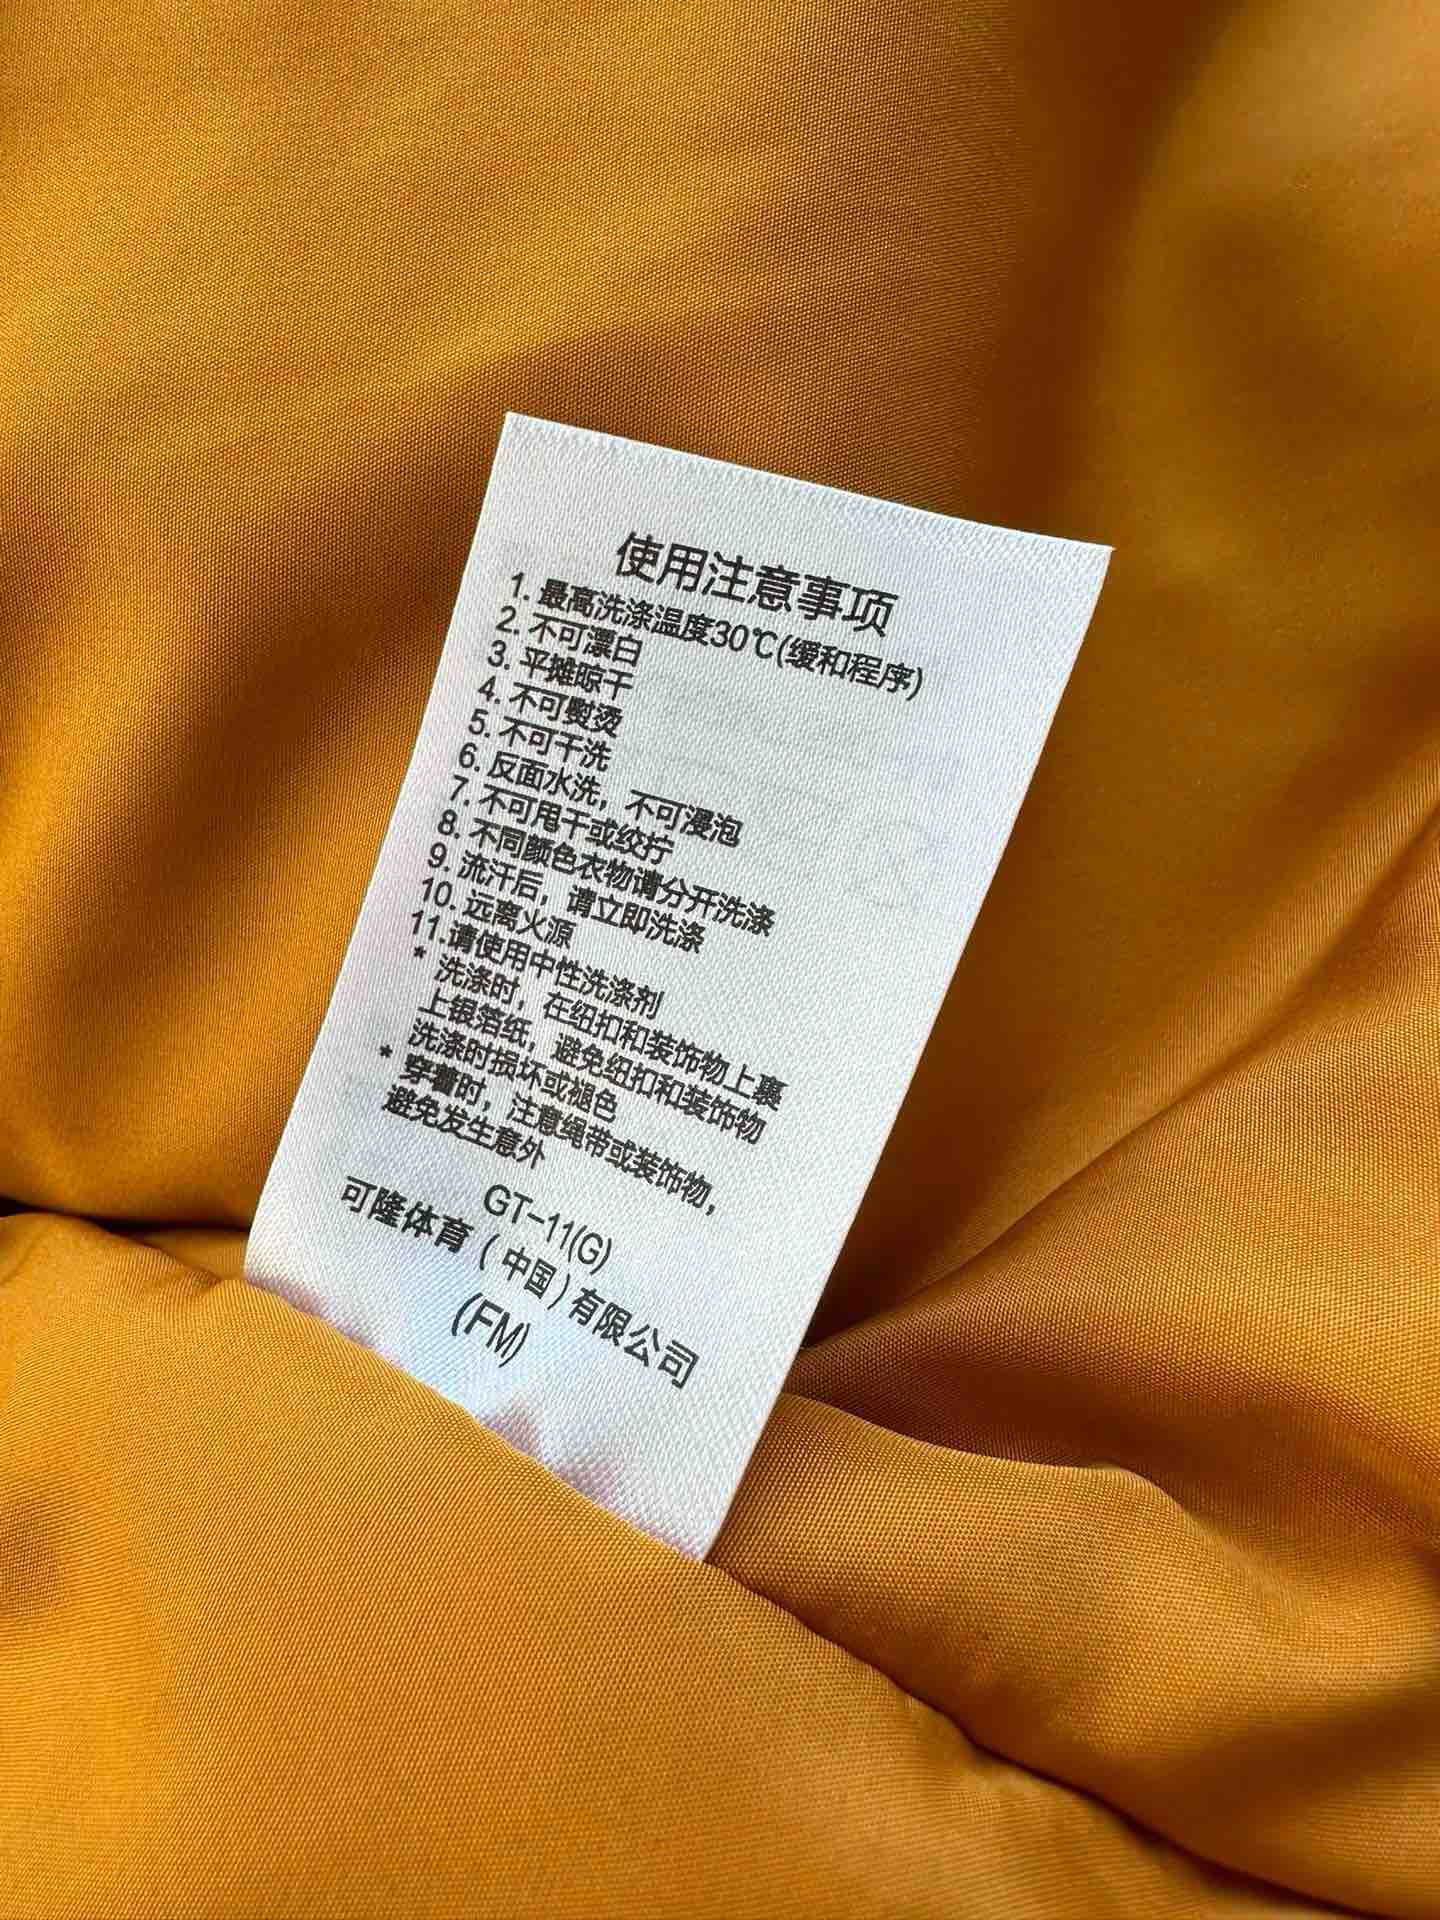 使用注意事项
1. 最高洗涤温度30℃(缓和程序)
2. 不可漂白
3. 平摊晾干
4. 不可熨烫
5. 不可干洗
6. 反面水洗，不可浸泡
7. 不可甩干或绞拧
8. 不同颜色衣物请分开洗涤
9. 流汗后，请立即洗涤
10. 远离火源
11.请使用中性洗涤剂
* 洗涤时，在纽扣和装饰物上裹
上银箔纸，避免纽扣和装饰物
洗涤时损坏或褪色
* 穿着时，注意绳带或装饰物，
避免发生意外
GT-11(G)
可隆体育（中国）有限公司
(FM)